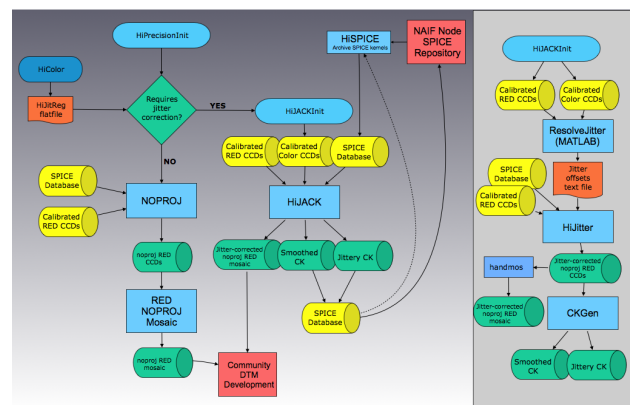 HiPrecisionInit
HiColor
HiJitReg
flatfile
Requires
jitter
correction?
YES
NO
HiJACKInit
HiSPICE
Archive SPICE kernels
NAIF Node
SPICE
Repository
Calibrated
RED CCDs
Calibrated
Color CCDs
SPICE
Database
SPICE
Database
Calibrated
RED CCDs
NOPROJ
HiJACK
noproj RED
CCDs
Jitter-corrected
noproj RED
mosaic
Smoothed
CK
Jittery CK
RED
NOPROJ
Mosaic
SPICE
Database
noproj RED
mosaic
Community
DTM
Development
HiJACKInit
Calibrated
RED CCDs
Calibrated
Color CCDs
ResolveJitter
(MATLAB)
SPICE
Database
Calibrated
RED CCDs
Jitter
offsets
text file
HiJitter
handmos
Jitter-corrected
noproj RED
CCDs
Jitter-corrected
noproj RED
mosaic
CKGen
Smoothed
CK
Jittery CK